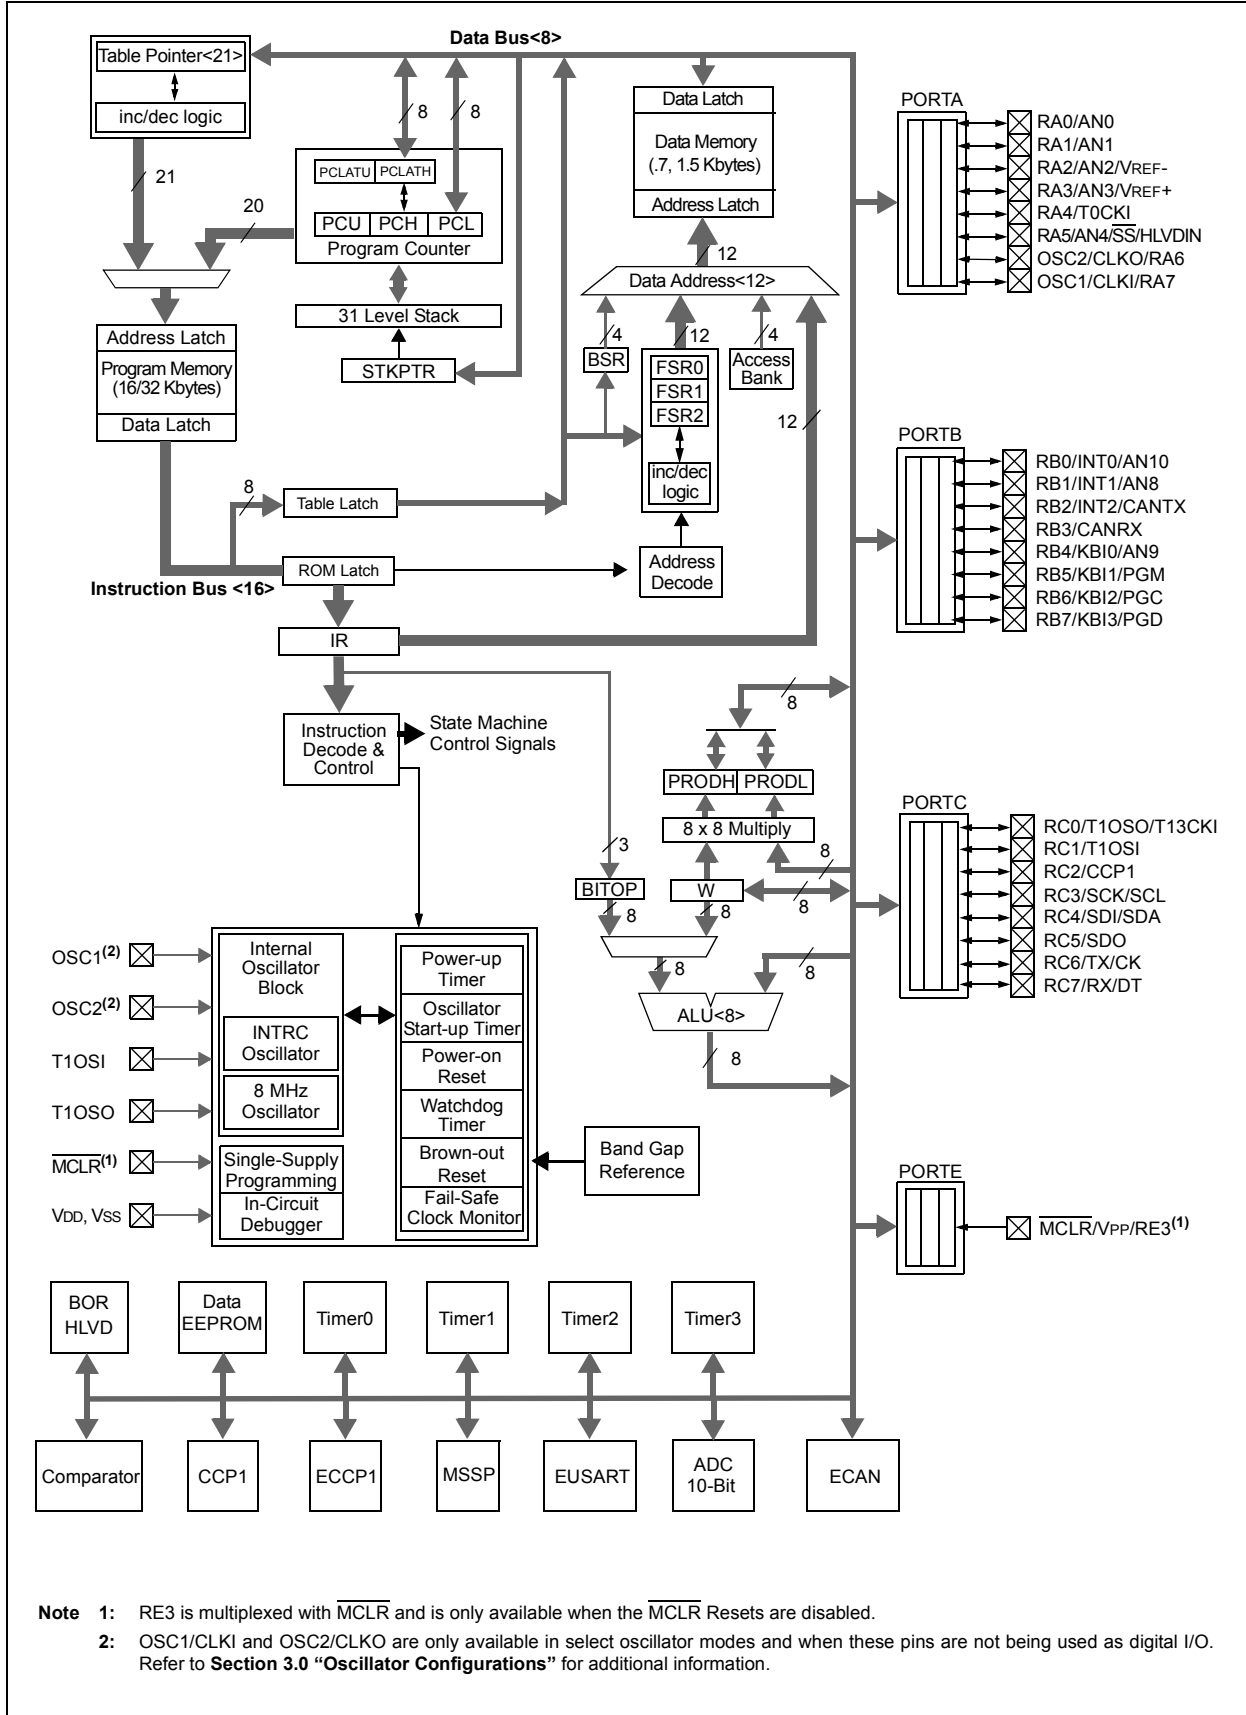 Data Bus<8>
Table Pointer<21>
inc/dec logic
21
20
8
8
PCLATU PCLATH
PCU PCH PCL
Program Counter
31 Level Stack
STKPTR
Address Latch
Program Memory
(16/32 Kbytes)
Data Latch
8
Table Latch
ROM Latch
Instruction Bus <16>
IR
Data Latch
Data Memory
(.7, 1.5 Kbytes)
Address Latch
12
Data Address<12>
4
12
4
BSR
FSR0
FSR1
FSR2
inc/dec
logic
Access
Bank
12
Address
Decode
Instruction
Decode &
Control
State Machine
Control Signals
8
PRODH PRODL
8 x 8 Multiply
3
8
BITOP
W
8
8
8
8
8
ALU<8>
8
OSC1(2)
OSC2(2)
T1OSI
T1OSO
MCLR(1)
VDD, VSS
Internal
Oscillator
Block
INTRC
Oscillator
8 MHz
Oscillator
Single-Supply
Programming
In-Circuit
Debugger
Power-up
Timer
Oscillator
Start-up Timer
Power-on
Reset
Watchdog
Timer
Brown-out
Reset
Fail-Safe
Clock Monitor
Band Gap
Reference
PORTA
RA0/AN0
RA1/AN1
RA2/AN2/VREF-
RA3/AN3/VREF+
RA4/T0CKI
RA5/AN4/SS/HLVDIN
OSC2/CLKO/RA6
OSC1/CLKI/RA7
PORTB
RB0/INT0/AN10
RB1/INT1/AN8
RB2/INT2/CANTX
RB3/CANRX
RB4/KBI0/AN9
RB5/KBI1/PGM
RB6/KBI2/PGC
RB7/KBI3/PGD
PORTC
RC0/T1OSO/T13CKI
RC1/T1OSI
RC2/CCP1
RC3/SCK/SCL
RC4/SDI/SDA
RC5/SDO
RC6/TX/CK
RC7/RX/DT
PORTE
MCLR/VPP/RE3(1)
BOR
HLVD
Data
EEPROM
Timer0
Timer1
Timer2
Timer3
Comparator
CCP1
ECCP1
MSSP
EUSART
ADC
10-Bit
ECAN
Note 1: RE3 is multiplexed with MCLR and is only available when the MCLR Resets are disabled.
2: OSC1/CLKI and OSC2/CLKO are only available in select oscillator modes and when these pins are not being used as digital I/O.
Refer to Section 3.0 “Oscillator Configurations” for additional information.